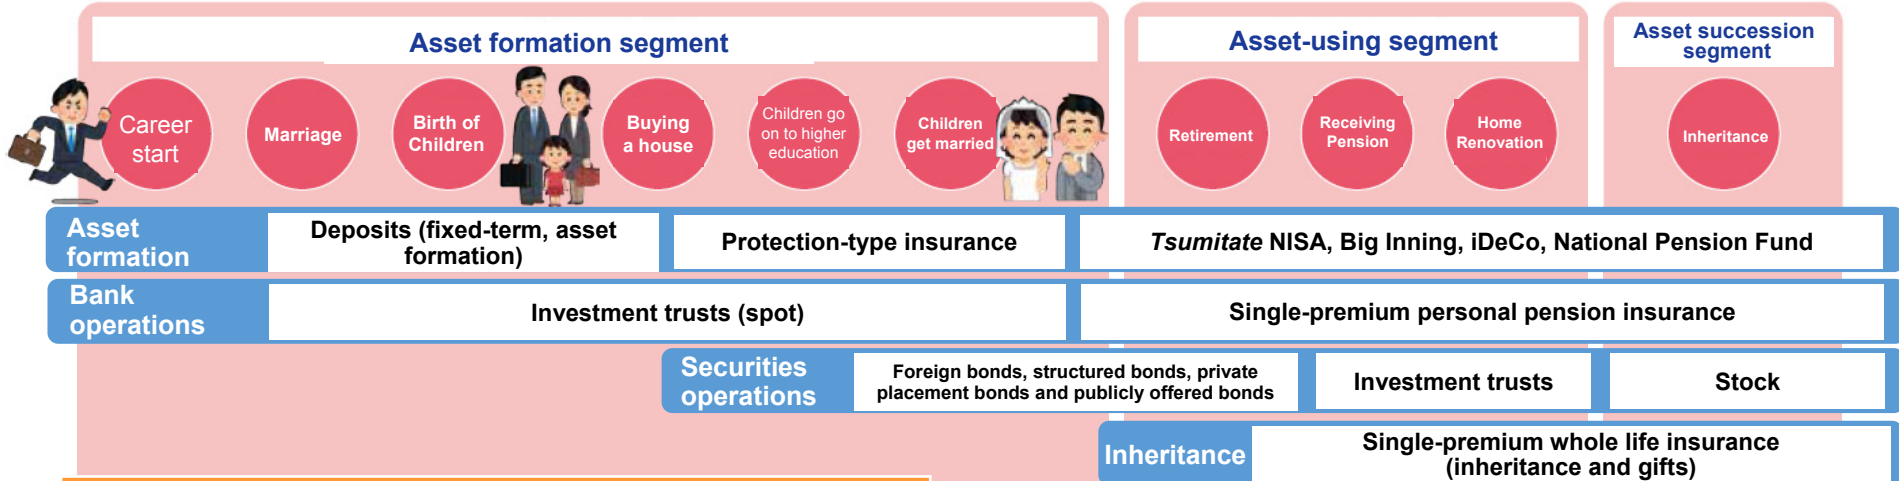 Asset formation segment
Asset-using segment
Asset succession
segment
Career
start
Marriage
Birth of
Children
Buying
a house
Children go
on to higher
education
Children
get married
Retirement
Receiving
Pension
Home
Renovation
Inheritance
Asset
formation
Deposits (fixed-term, asset
formation)
Protection-type insurance
Tsumitate NISA, Big Inning, iDeCo, National Pension Fund
Bank
operations
Investment trusts (spot)
Single-premium personal pension insurance
Securities
operations
Foreign bonds, structured bonds, private
placement bonds and publicly offered bonds
Investment trusts
Stock
Inheritance
Single-premium whole life insurance
(inheritance and gifts)